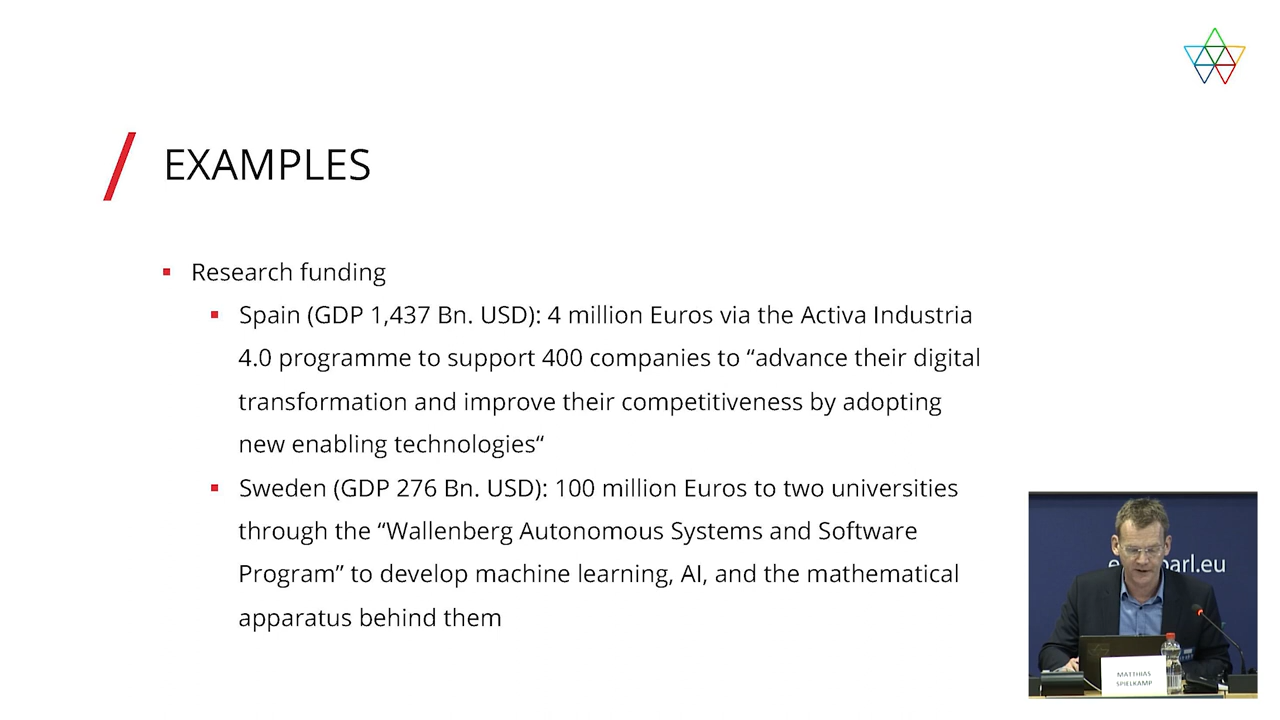 EXAMPLES
Research funding
Spain (GDP 1,437 Bn. USD): 4 million Euros via the Activa Industria
4.0 programme to support 400 companies to “advance their digital
transformation and improve their competitiveness by adopting
new enabling technologies“
Sweden (GDP 276 Bn. USD): 100 million Euros to two universities
through the “Wallenberg Autonomous Systems and Software
Program” to develop machine learning, AI, and the mathematical
apparatus behind them
arl.eu
MATTHIAS
SPIELKAMP